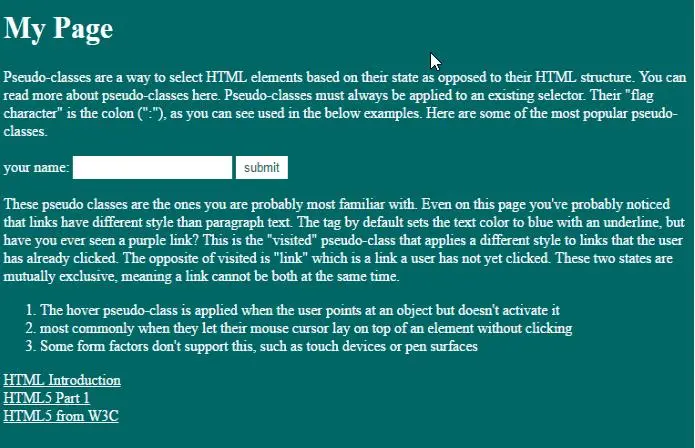 My Page
Pseudo-classes are a way to select HTML elements based on their state as opposed to their HTML structure. You can
read more about pseudo-classes here. Pseudo-classes must always be applied to an existing selector. Their "flag
character" is the colon (":"), as you can see used in the below examples. Here are some of the most popular pseudo-
classes.
your name: submit
These pseudo classes are the ones you are probably most familiar with. Even on this page you've probably noticed
that links have different style than paragraph text. The tag by default sets the text color to blue with an underline, but
have you ever seen a purple link? This is the "visited" pseudo-class that applies a different style to links that the user
has already clicked. The opposite of visited is "link" which is a link a user has not yet clicked. These two states are
mutually exclusive, meaning a link cannot be both at the same time.
1. The hover pseudo-class is applied when the user points at an object but doesn't activate it
2. most commonly when they let their mouse cursor lay on top of an element without clicking
3. Some form factors don't support this, such as touch devices or pen surfaces
HTML Introduction
HTML5 Part 1
HTML5 from W3C